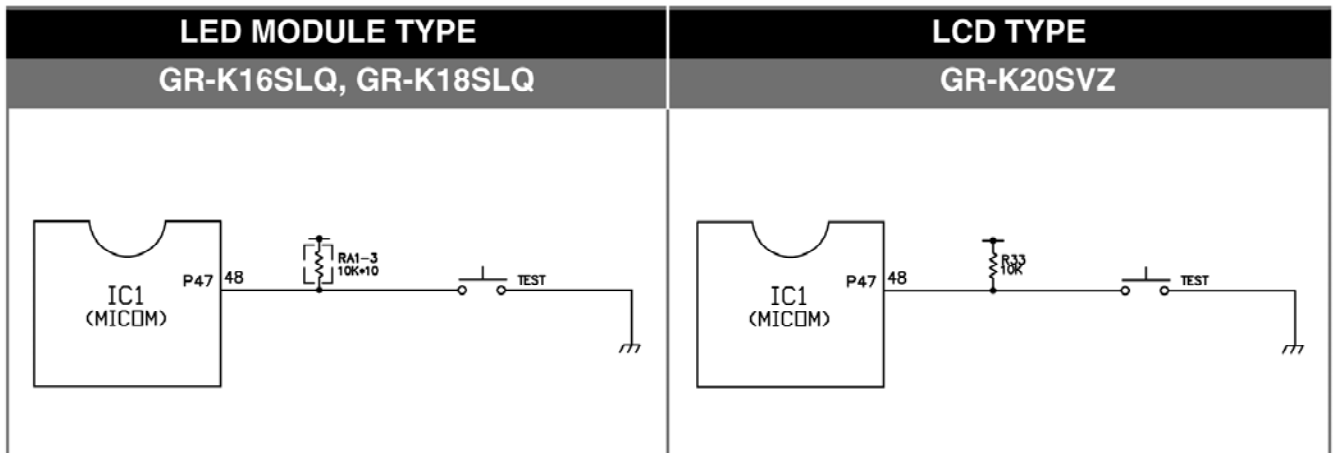 LED MODULE TYPE
LCD TYPE
GR-K16SLQ, GR-K18SLQ
GR-K20SVZ
RA1-3
10K*10
P47
48
TEST
IC1
(MICOM)
R33
10K
P47
48
TEST
IC1
(MICOM)